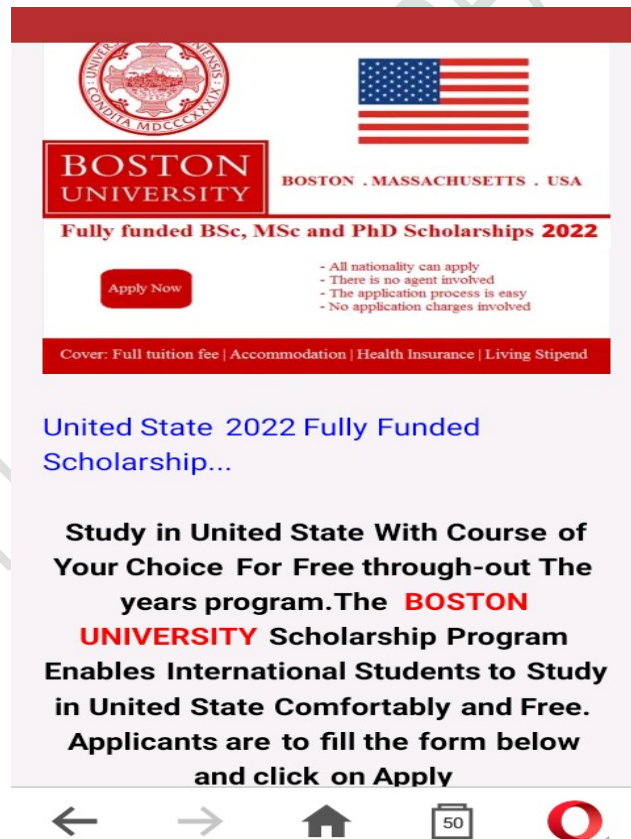 CONDITA MDCCCXXXIX
BOSTON
UNIVERSITY
BOSTON . MASSACHUSETTS . USA
Fully funded BSc, MSc and PhD Scholarships 2022
Apply Now
- All nationality can apply
- There is no agent involved
- The application process is easy
- No application charges involved
Cover: Full tuition fee | Accommodation | Health Insurance | Living Stipend
United State 2022 Fully Funded
Scholarship...
Study in United State With Course of
Your Choice For Free through-out The
years program.The BOSTON
UNIVERSITY Scholarship Program
Enables International Students to Study
in United State Comfortably and Free.
Applicants are to fill the form below
and click on Apply
50